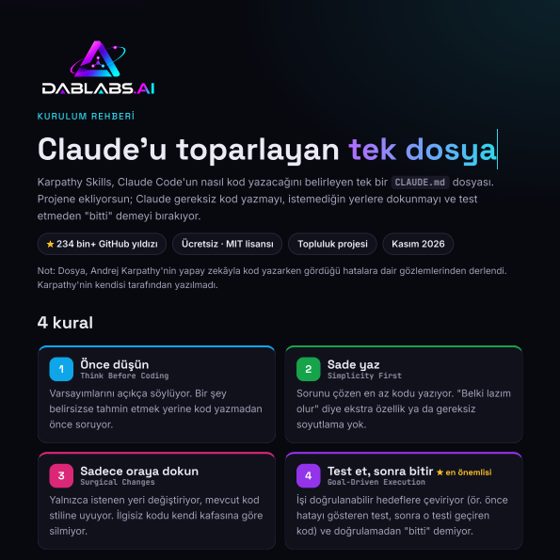 DABLABS.AI
KURULUM REHBERİ
Claude'u toparlayan tek dosya
Karpathy Skills, Claude Code'un nasıl kod yazacağını belirleyen tek bir CLAUDE.md dosyası.
Projene ekliyorsun; Claude gereksiz kod yazmayı, istemediğin yerlere dokunmayı ve test
etmeden "bitti" demeyi bırakıyor.
★ 234 bin+ GitHub yıldızı
Ücretsiz · MIT lisansı
Topluluk projesi
Kasım 2026
Not: Dosya, Andrej Karpathy'nin yapay zekâyla kod yazarken gördüğü hatalara dair gözlemlerinden derlendi.
Karpathy'nin kendisi tarafından yazılmadı.
4 kural
1 Önce düşün
Think Before Coding
Varsayımlarını açıkça söylüyor. Bir şey
belirsizse tahmin etmek yerine kod yazmadan
önce soruyor.
2 Sade yaz
Simplicity First
Sorunu çözen en az kodu yazıyor. "Belki lazım
olur" diye ekstra özellik ya da gereksiz
soyutlama yok.
3 Sadece oraya dokun
Surgical Changes
Yalnızca istenen yeri değiştiriyor, mevcut kod
stiline uyuyor. İlgisiz kodu kendi kafasına göre
silmiyor.
4 Test et, sonra bitir ★ en önemlisi
Goal-Driven Execution
İşi doğrulanabilir hedeflere çeviriyor (ör. önce
hatayı gösteren test, sonra o testi geçiren
kod) ve doğrulamadan "bitti" demiyor.